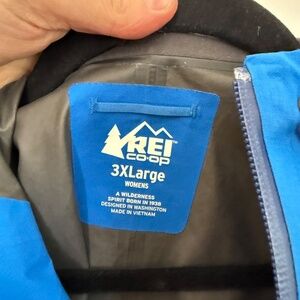 REI
CO·OP
3XLarge
WOMENS
A WILDERNESS
SPIRIT BORN IN 1938
DESIGNED IN WASHINGTON
MADE IN VIETNAM